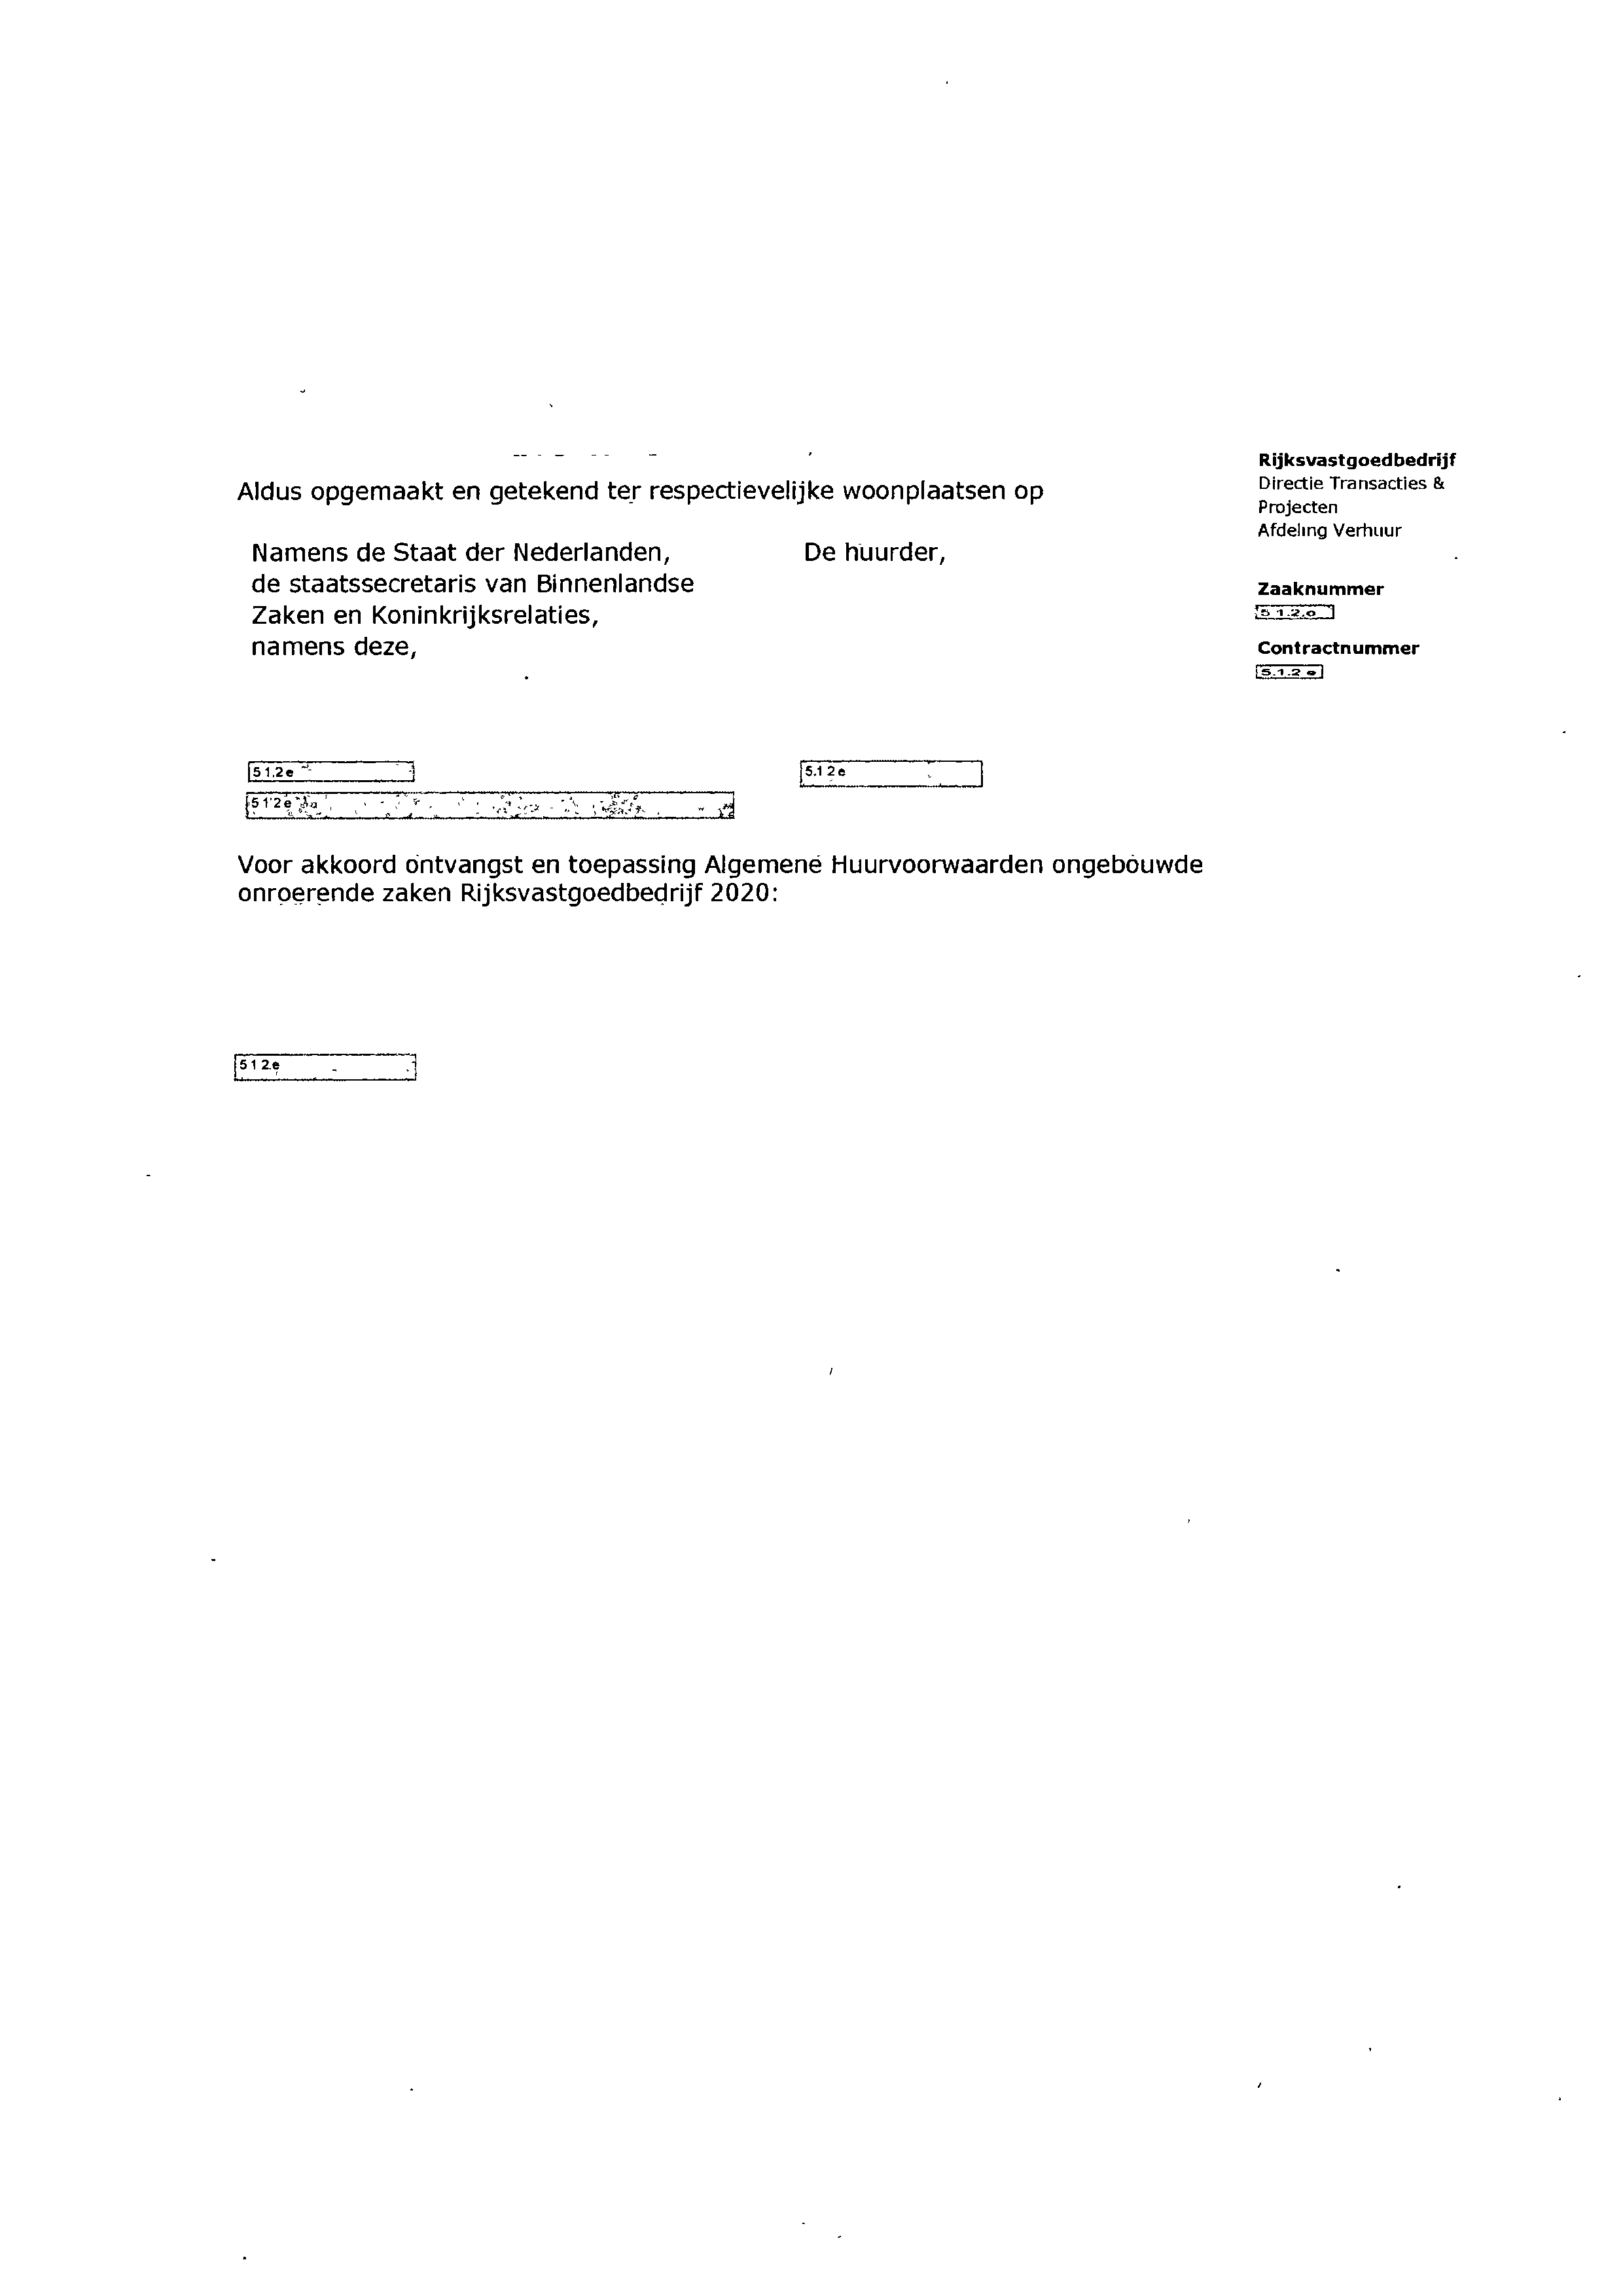 Rijksvastgoedbedrijf
Directie Transacties &
Projecten
Afdeling Verhuur
Zaaknummer
5.1.2.e
Contractnummer
5.1.2 e
Aldus opgemaakt en getekend ter respectievelijke woonplaatsen op
Namens de Staat der Nederlanden,
de staatssecretaris van Binnenlandse
Zaken en Koninkrijksrelaties,
namens deze,
De huurder,
5 1.2 e
5.1 2 e
5 1 2 e
Voor akkoord ontvangst en toepassing Algemene Huurvoorwaarden ongebouwde
onroerende zaken Rijksvastgoedbedrijf 2020:
5 1 2.e